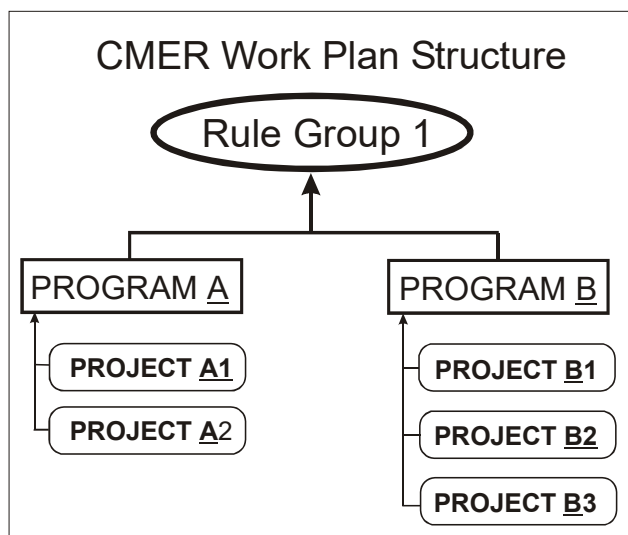 CMER Work Plan Structure
Rule Group 1
PROGRAM A
PROJECT A1
PROJECT A2
PROGRAM B
PROJECT B1
PROJECT B2
PROJECT B3